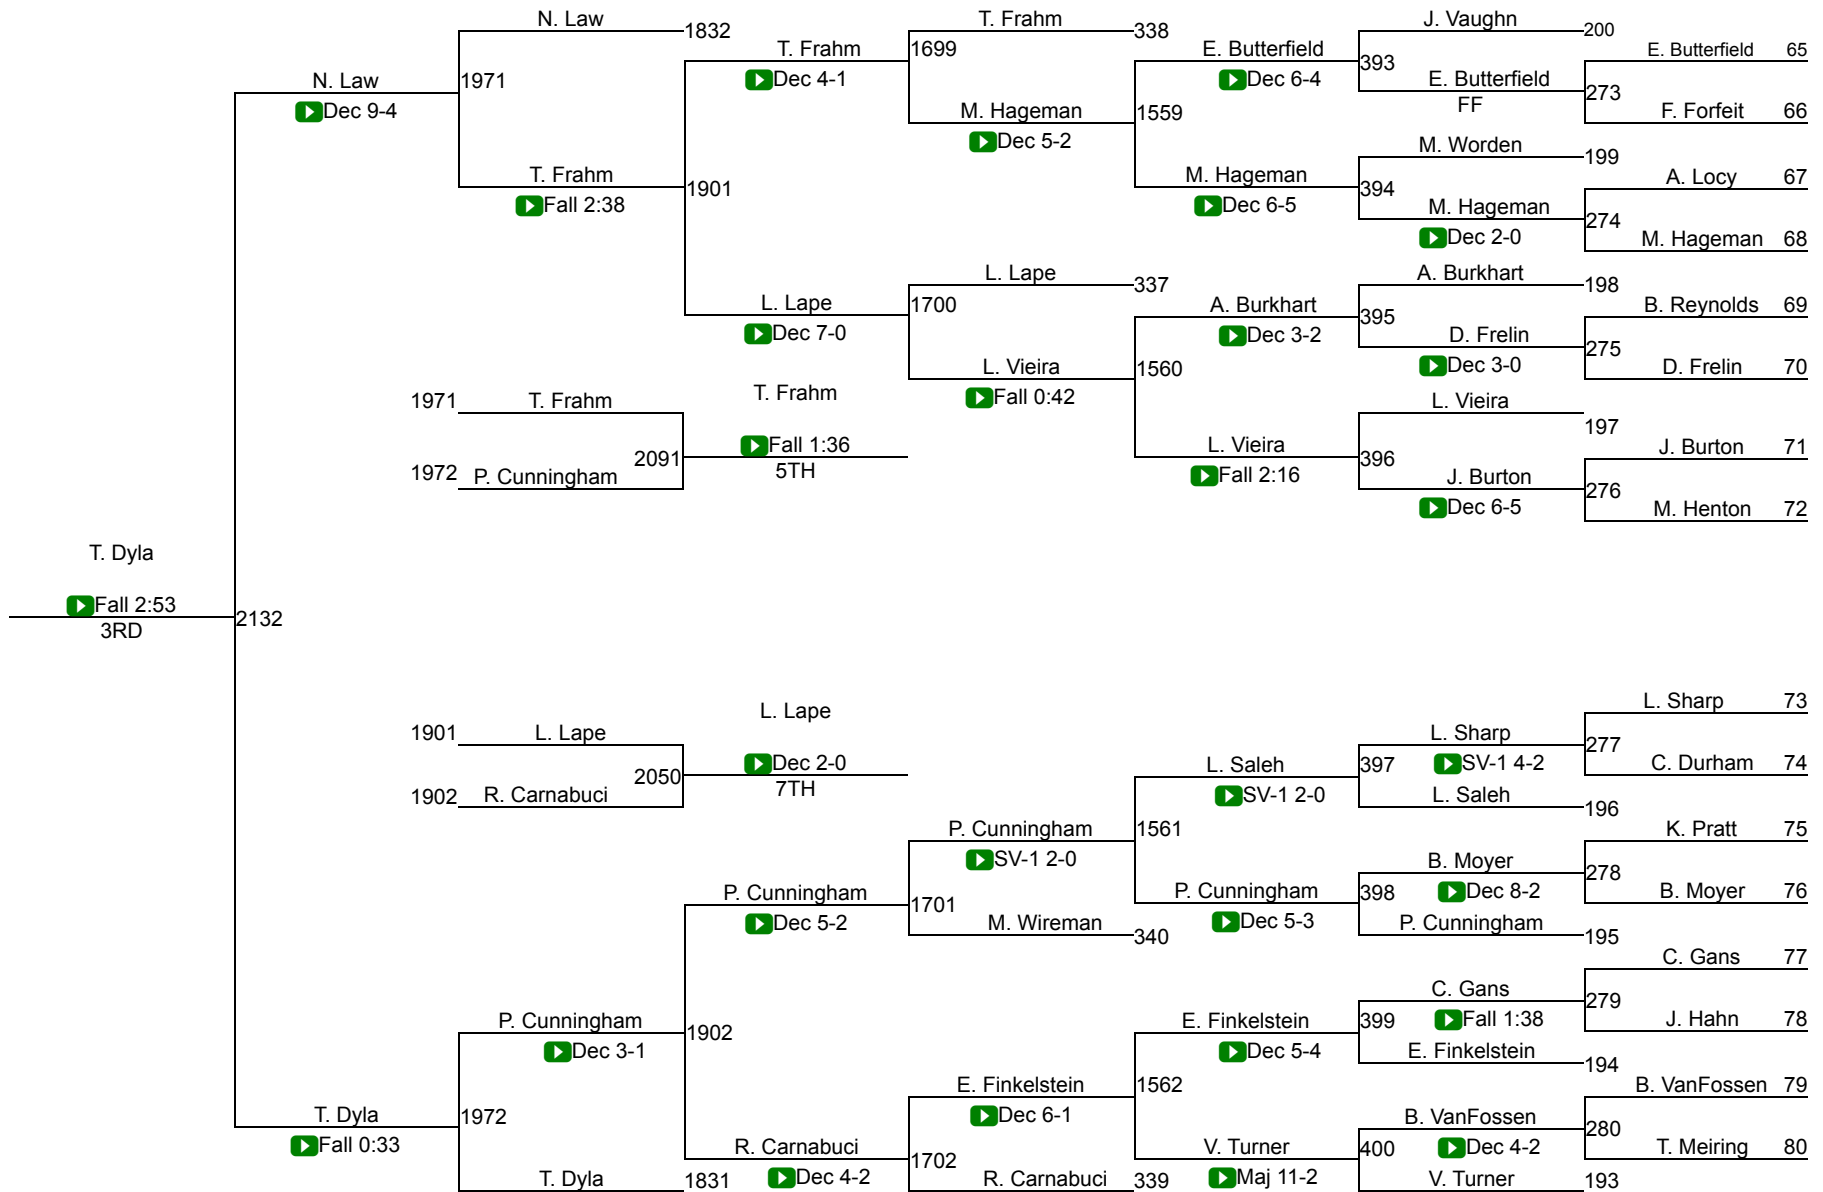 N. Law
1832
T. Frahm
338
J. Vaughn
200
T. Frahm
1699
E. Butterfield
393
E. Butterfield 65
N. Law
1971
Dec 4-1
Dec 6-4
E. Butterfield
273
Dec 9-4
M. Hageman
1559
FF
F. Forfeit 66
Dec 5-2
M. Worden
199
T. Frahm
1901
M. Hageman
394
A. Locy 67
Fall 2:38
Dec 6-5
M. Hageman
274
Dec 2-0
M. Hageman 68
L. Lape
337
A. Burkhart
198
L. Lape
1700
A. Burkhart
395
B. Reynolds 69
Dec 7-0
Dec 3-2
D. Frelin
275
L. Vieira
1560
Dec 3-0
D. Frelin 70
1971
T. Frahm
T. Frahm
Fall 0:42
L. Vieira
197
2091
Fall 1:36
L. Vieira
396
J. Burton 71
1972
P. Cunningham
5TH
Fall 2:16
J. Burton
276
Dec 6-5
M. Henton 72
T. Dyla
Fall 2:53
2132
3RD
1901
L. Lape
L. Lape
L. Sharp 73
2050
Dec 2-0
L. Saleh
397
L. Sharp
277
1902
R. Carnabuci
7TH
SV-1 2-0
SV-1 4-2
C. Durham 74
L. Saleh
196
P. Cunningham
1561
K. Pratt 75
SV-1 2-0
B. Moyer
278
P. Cunningham
1701
P. Cunningham
398
Dec 8-2
B. Moyer 76
Dec 5-2
M. Wireman
340
Dec 5-3
P. Cunningham
195
C. Gans 77
C. Gans
279
P. Cunningham
1902
E. Finkelstein
399
Fall 1:38
J. Hahn 78
Dec 3-1
Dec 5-4
E. Finkelstein
194
E. Finkelstein
1562
B. VanFossen 79
T. Dyla
1972
Dec 6-1
B. VanFossen
280
Fall 0:33
R. Carnabuci
1702
V. Turner
400
Dec 4-2
T. Meiring 80
T. Dyla
1831
Dec 4-2
R. Carnabuci
339
Maj 11-2
V. Turner
193